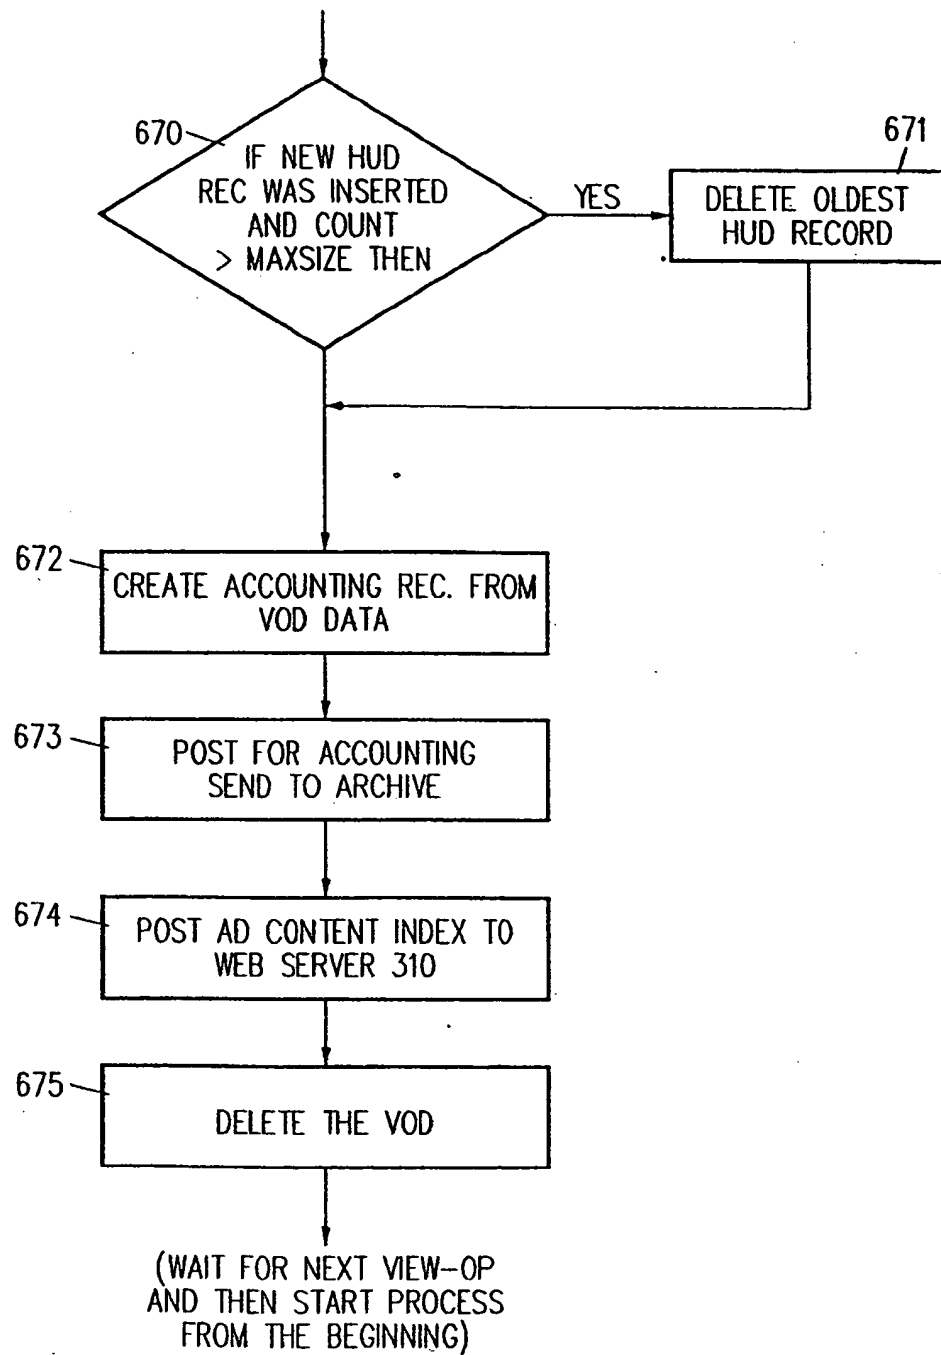 670
IF NEW HUD
REC WAS INSERTED
AND COUNT
> MAXSIZE THEN
YES
671
DELETE OLDEST
HUD RECORD
672
CREATE ACCOUNTING REC. FROM
VOD DATA
673
POST FOR ACCOUNTING
SEND TO ARCHIVE
674
POST AD CONTENT INDEX TO
WEB SERVER 310
675
DELETE THE VOD
(WAIT FOR NEXT VIEW-OP
AND THEN START PROCESS
FROM THE BEGINNING)